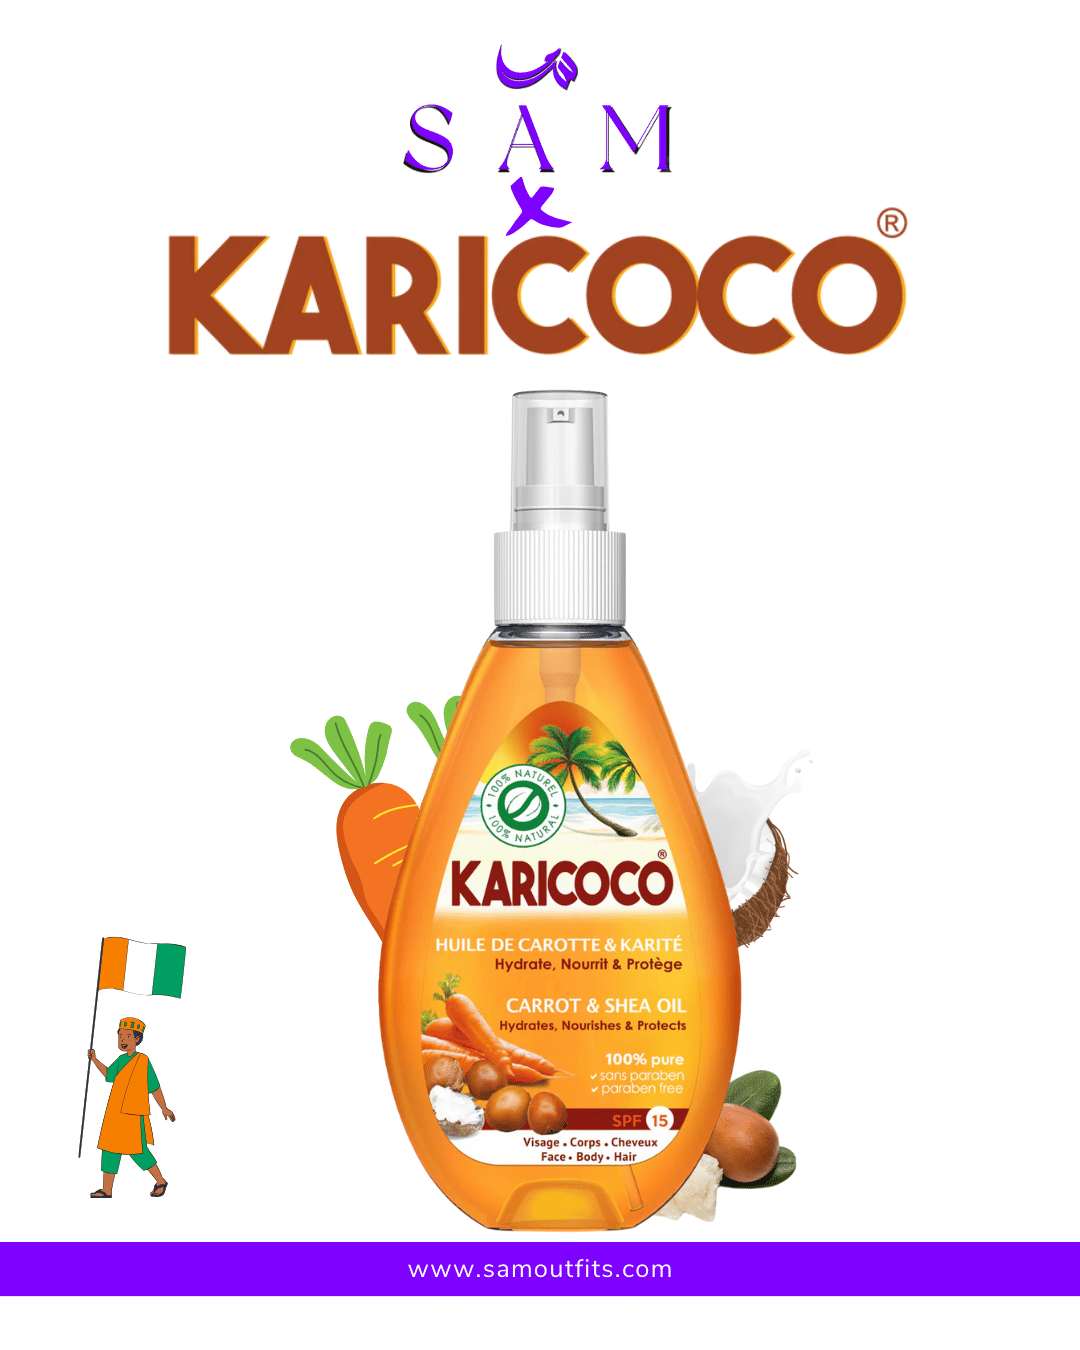 SAM
X
KARICOCO®
100% NATUREL
100% NATURAL
KARICOCO®
HUILE DE CAROTTE & KARITÉ
Hydrate, Nourrit & Protège
CARROT & SHEA OIL
Hydrates, Nourishes & Protects
100% pure
sans paraben
paraben free
SPF 15
Visage • Corps • Cheveux
Face • Body • Hair
www.samoutfits.com